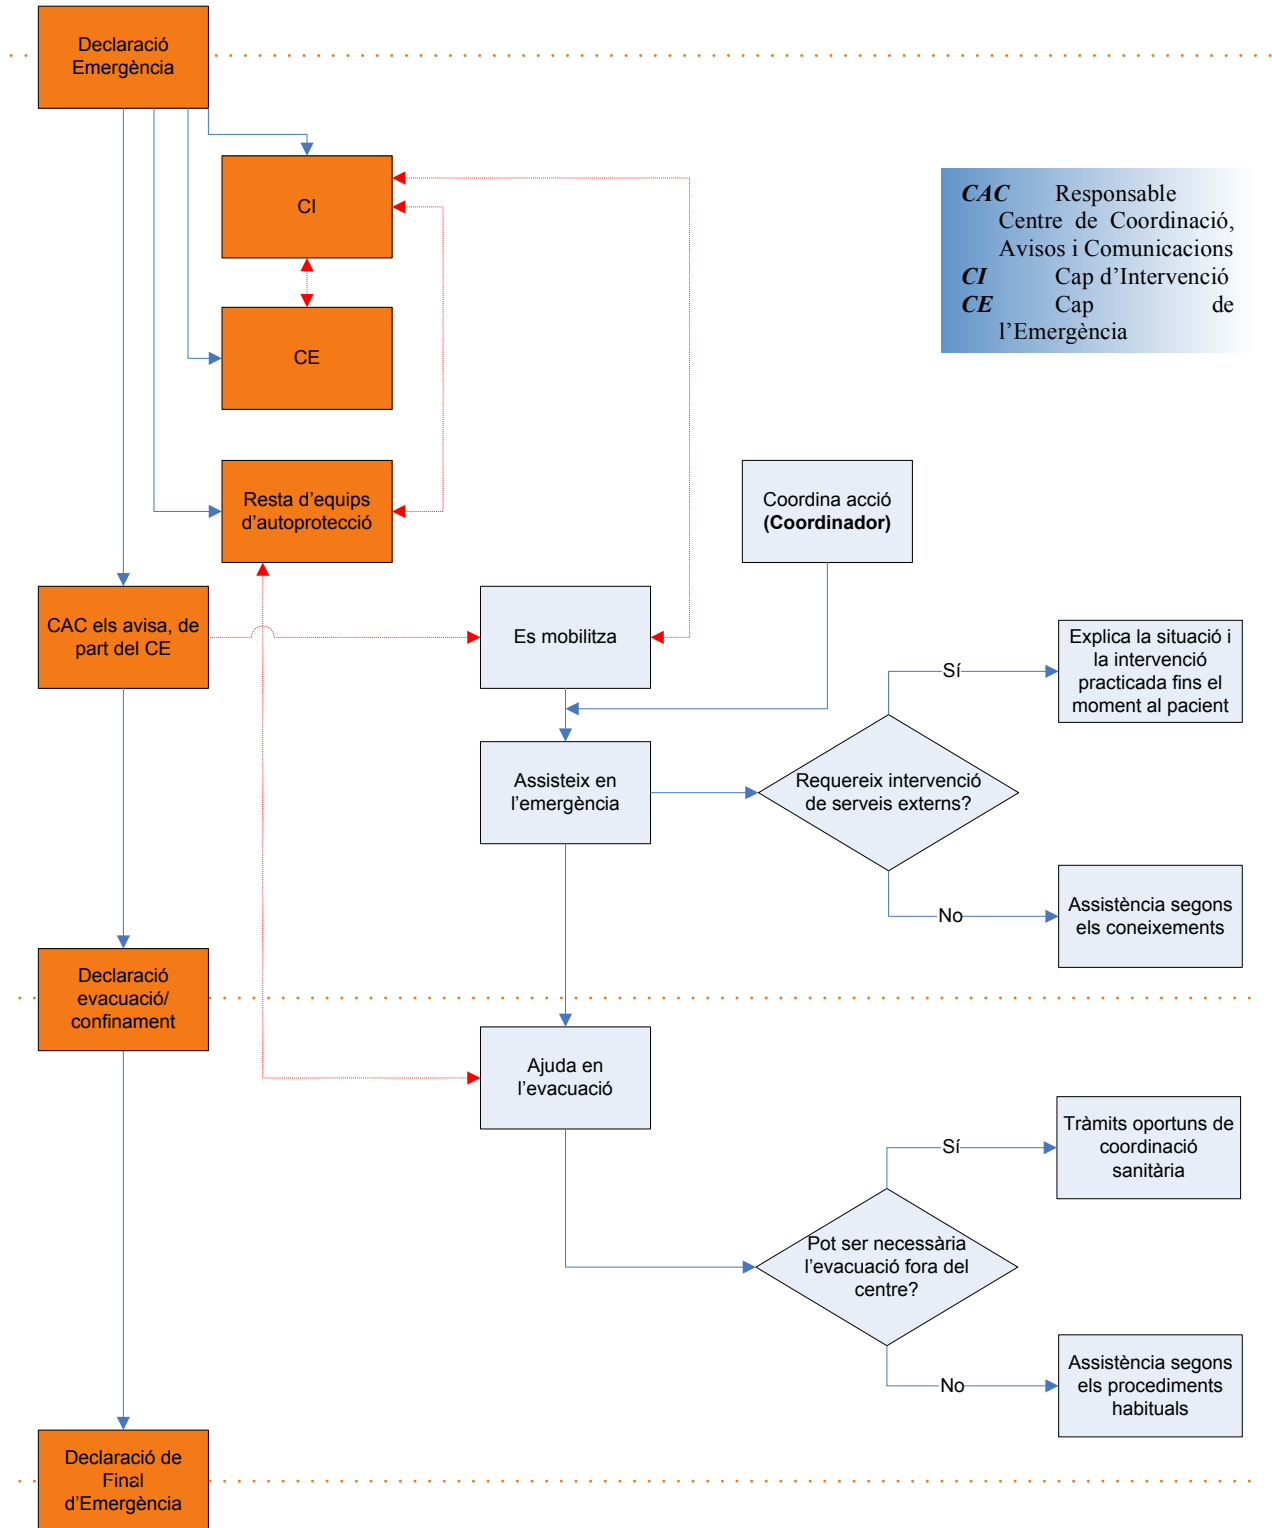 Declaració
Emergència
CI
CAC Responsable
Centre de Coordinació,
Avisos i Comunicacions
CI Cap d’Intervenció
CE Cap de
l’Emergència
CE
Resta d’equips
d’autoprotecció
Coordina acció
(Coordinador)
CAC els avisa, de
part del CE
Es mobilitza
Explica la situació i
la intervenció
practicada fins el
moment al pacient
Sí
Assisteix en
l’emergència
Requereix intervenció
de serveis externs?
No
Assistència segons
els coneixements
Declaració
evacuació/
confinament
Ajuda en
l’evacuació
Sí
Tràmits oportuns de
coordinació
sanitària
Pot ser necessària
l’evacuació fora del
centre?
No
Assistència segons
els procediments
habituals
Declaració de
Final
d’Emergència